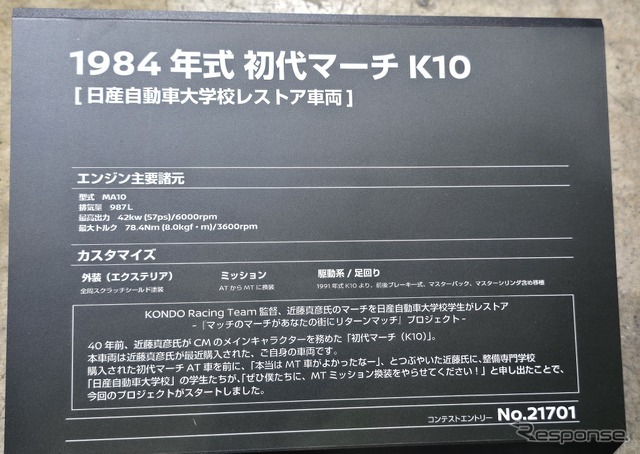 1984 年式 初代マーチ K10
[ 日産自動車大学校レストア車両 ]
エンジン主要諸元
型式 MA10
排気量 987L
最高出力 42kw (57ps)/6000rpm
最大トルク 78.4Nm (8.0kgf・m)/3600rpm
カスタマイズ
外装（エクステリア） ミッション 駆動系 / 足回り
全周スクラッチシールド塗装 ATからMTに換装 1991 年式 K10 より、前後ブレーキ一式、マスターバック、マスターシリンダ含め移植
KONDO Racing Team 監督、近藤真彦氏のマーチを日産自動車大学校学生がレストア
-『マッチのマーチがあなたの街にリターンマッチ』プロジェクト-
40 年前、近藤真彦氏が CM のメインキャラクターを務めた「初代マーチ（K10）」。
本車両は近藤真彦氏が最近購入された、ご自身の車両です。
購入された初代マーチ AT 車を前に、「本当は MT 車がよかったなー」、とつぶやいた近藤氏に、整備専門学校
「日産自動車大学校」の学生たちが、「ぜひ僕たちに、MT ミッション換装をやらせてください！」と申し出たことで、
今回のプロジェクトがスタートしました。
コンテストエントリー No.21701
Response.